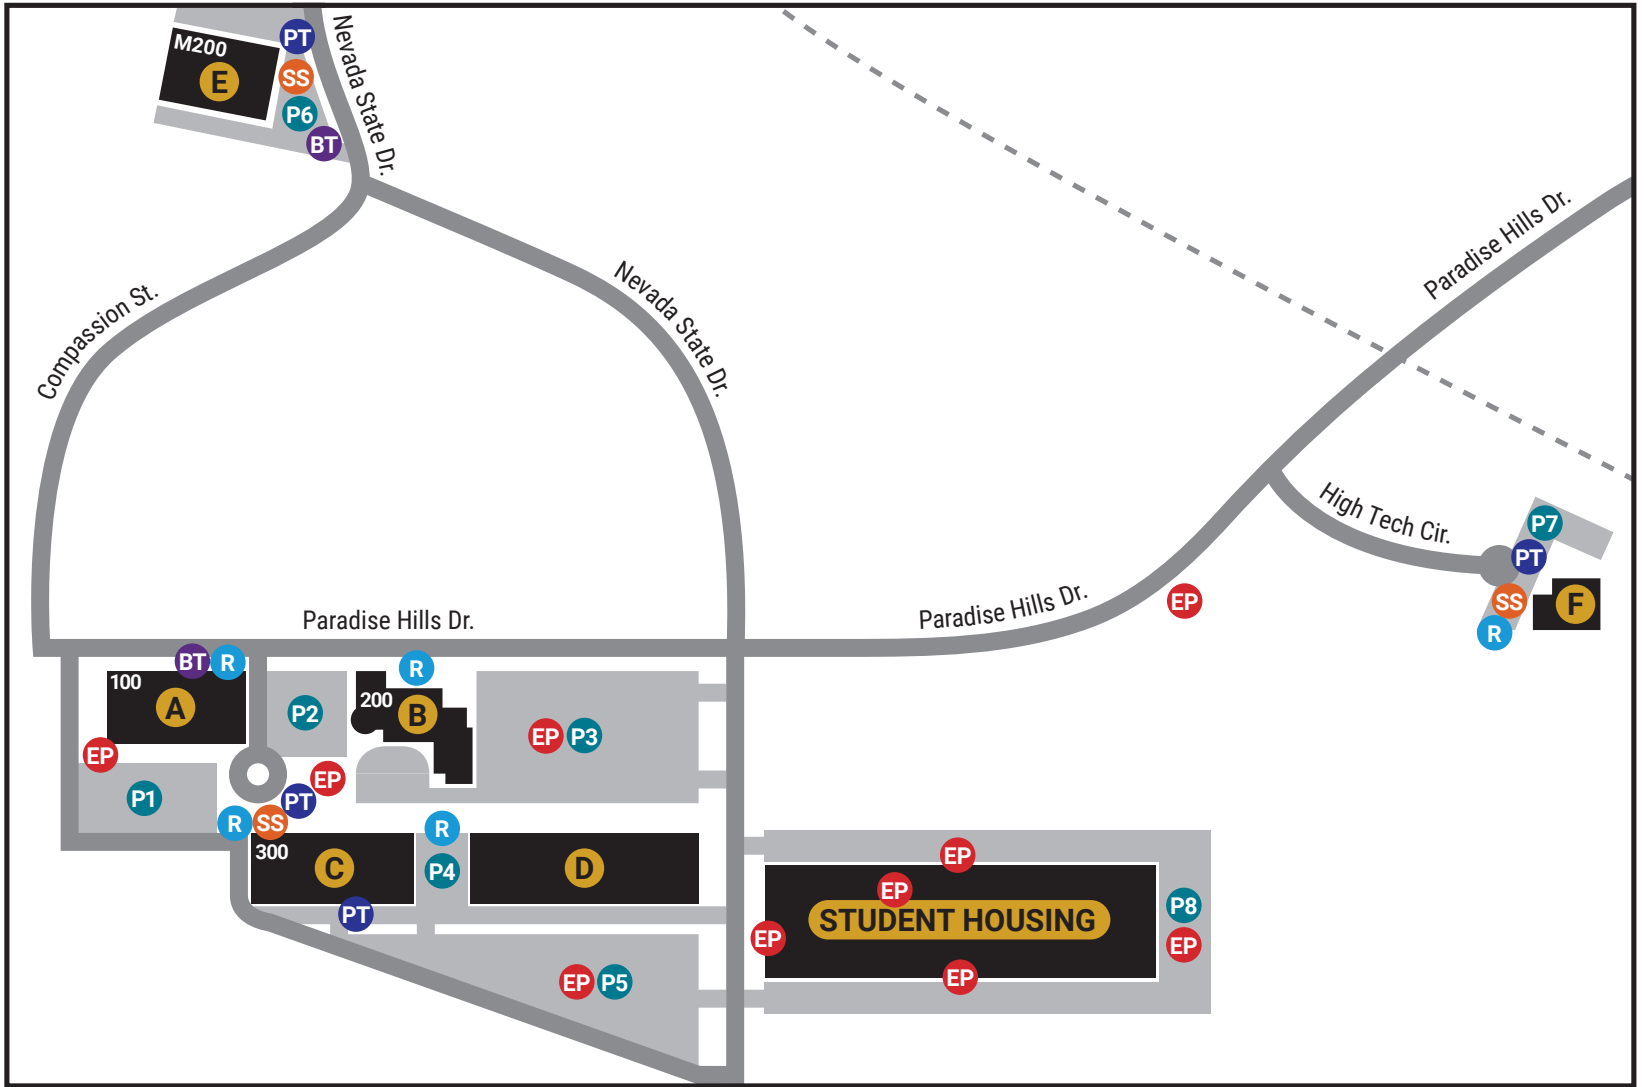 PT
Nevada State Dr.
M200
E
SS
P6
BT
Paradise Hills Dr.
Nevada State Dr.
Compassion St.
High Tech Cir.
P7
PT
SS
F
R
EP
Paradise Hills Dr.
Paradise Hills Dr.
BT R
R
100
A
P2
200
B
EP P3
EP
P1
EP
PT
R SS
R
300
C
P4
D
PT
EP
EP
STUDENT HOUSING
P8
EP
EP
EP
EP P5